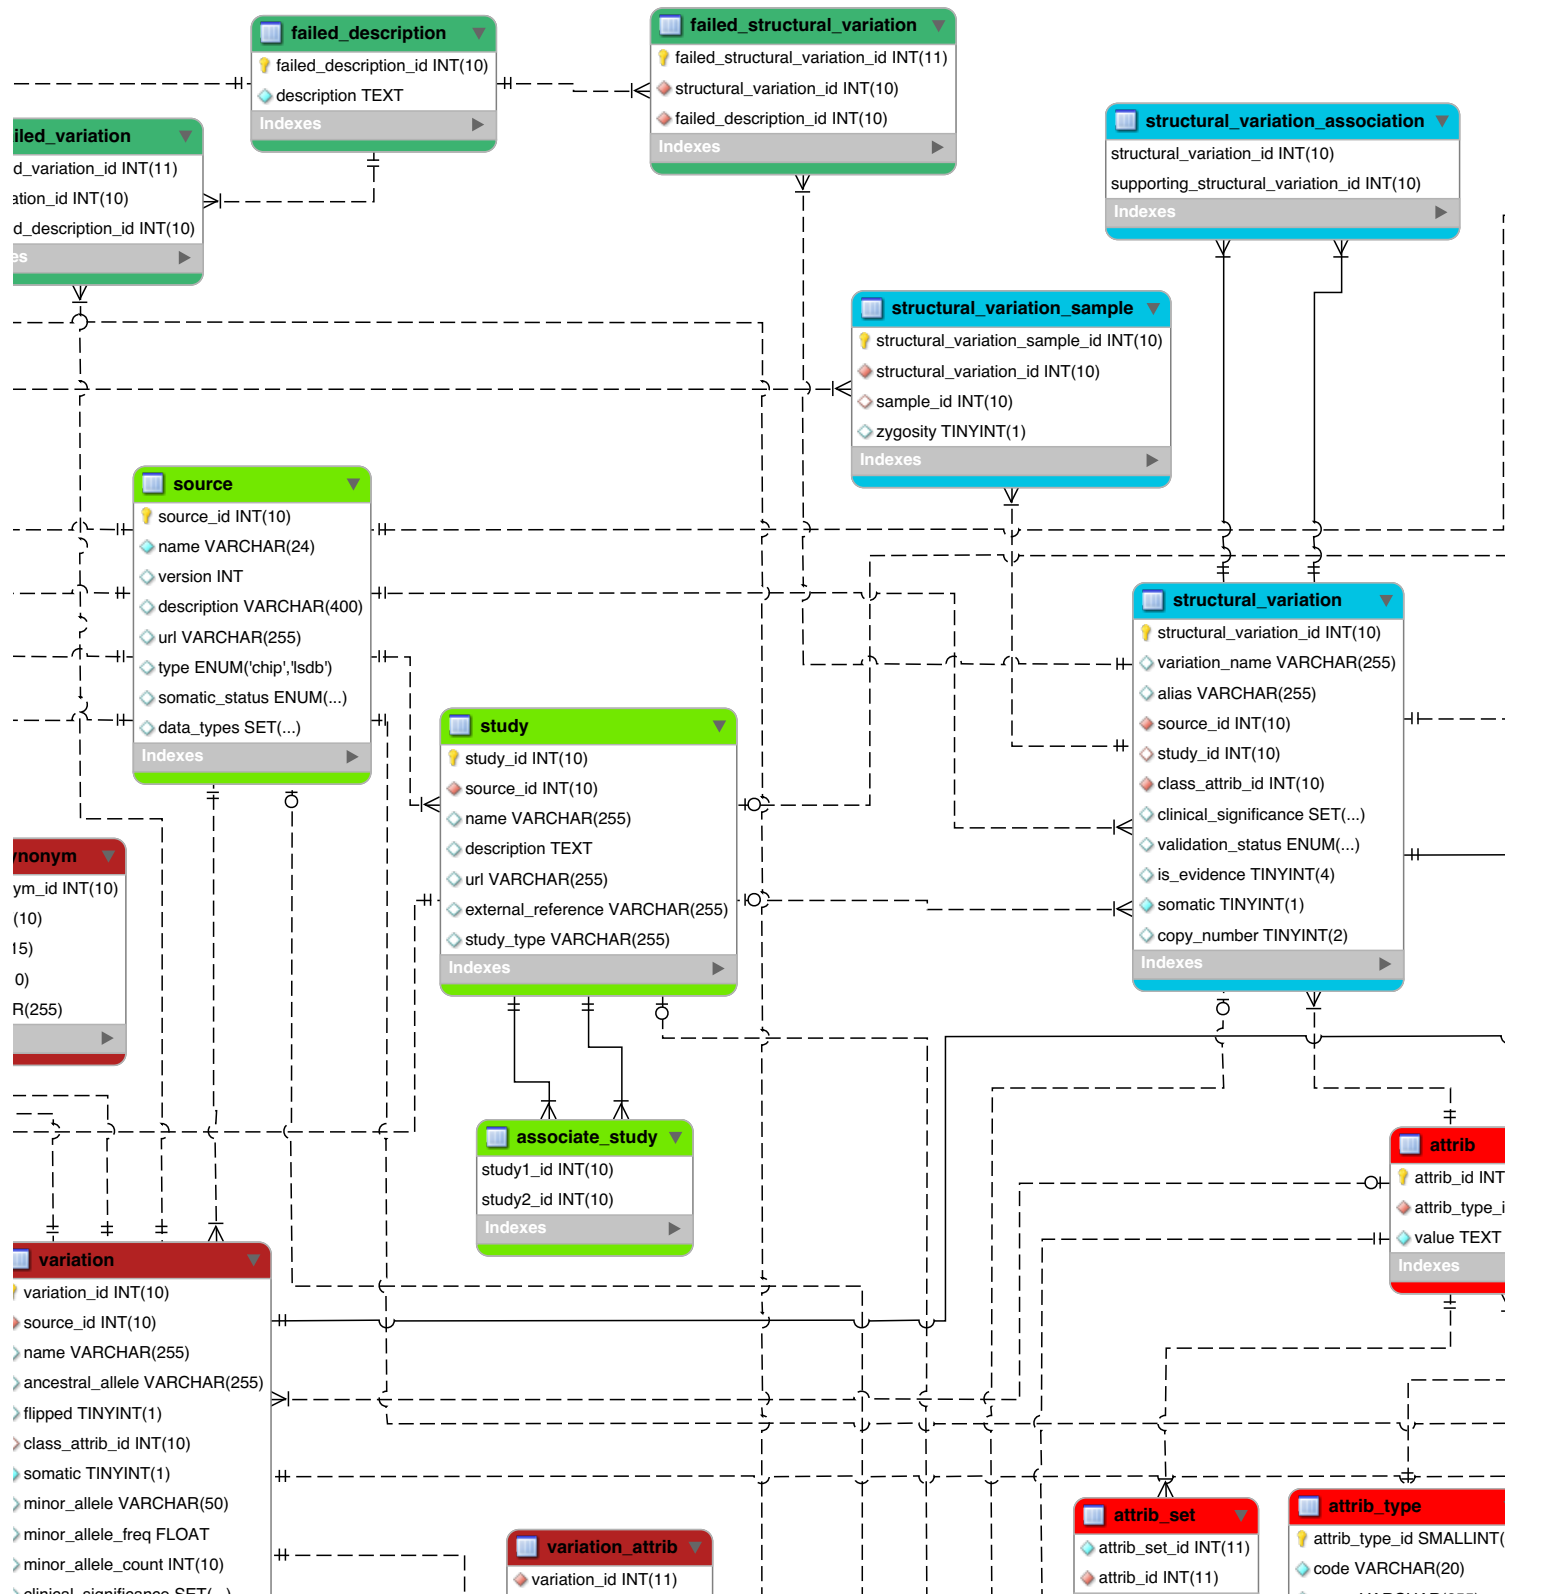 failed_description
failed_description_id INT(10)
description TEXT
Indexes
failed_structural_variation
failed_structural_variation_id INT(11)
structural_variation_id INT(10)
failed_description_id INT(10)
Indexes
iled_variation
d_variation_id INT(11)
ation_id INT(10)
d_description_id INT(10)
es
structural_variation_association
structural_variation_id INT(10)
supporting_structural_variation_id INT(10)
Indexes
structural_variation_sample
structural_variation_sample_id INT(10)
structural_variation_id INT(10)
sample_id INT(10)
zygosity TINYINT(1)
Indexes
source
source_id INT(10)
name VARCHAR(24)
version INT
description VARCHAR(400)
url VARCHAR(255)
type ENUM('chip','lsdb')
somatic_status ENUM(...)
data_types SET(...)
Indexes
structural_variation
structural_variation_id INT(10)
variation_name VARCHAR(255)
alias VARCHAR(255)
source_id INT(10)
study_id INT(10)
class_attrib_id INT(10)
clinical_significance SET(...)
validation_status ENUM(...)
is_evidence TINYINT(4)
somatic TINYINT(1)
copy_number TINYINT(2)
Indexes
study
study_id INT(10)
source_id INT(10)
name VARCHAR(255)
description TEXT
url VARCHAR(255)
external_reference VARCHAR(255)
study_type VARCHAR(255)
Indexes
ynonym
ym_id INT(10)
(10)
15)
0)
R(255)
associate_study
study1_id INT(10)
study2_id INT(10)
Indexes
attrib
attrib_id INT
attrib_type_i
value TEXT
Indexes
variation
variation_id INT(10)
source_id INT(10)
name VARCHAR(255)
ancestral_allele VARCHAR(255)
flipped TINYINT(1)
class_attrib_id INT(10)
somatic TINYINT(1)
minor_allele VARCHAR(50)
minor_allele_freq FLOAT
minor_allele_count INT(10)
clinical_significance SET(...)
variation_attrib
variation_id INT(11)
attrib_set
attrib_set_id INT(11)
attrib_id INT(11)
attrib_type
attrib_type_id SMALLINT(
code VARCHAR(20)